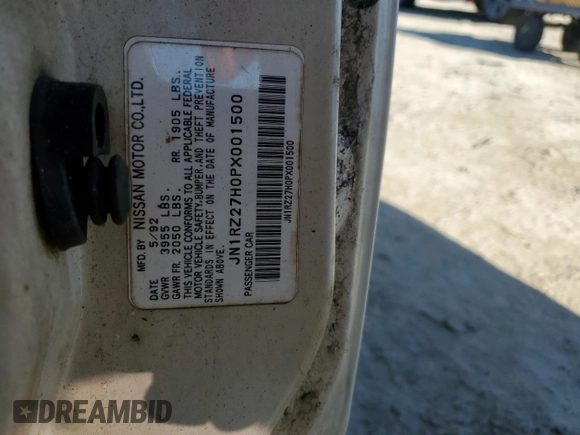 MFD. BY NISSAN MOTOR CO.,LTD.
DATE 5/92
GVWR 3955 LBS.
GAWR FR. 2050 LBS. RR. 1905 LBS.
THIS VEHICLE CONFORMS TO ALL APPLICABLE FEDERAL
MOTOR VEHICLE SAFETY,BUMPER,AND THEFT PREVENTION
STANDARDS IN EFFECT ON THE DATE OF MANUFACTURE
SHOWN ABOVE.
JN1RZ27H0PX001500
PASSENGER CAR
JN1RZ27H0PX001500
DREAMBID